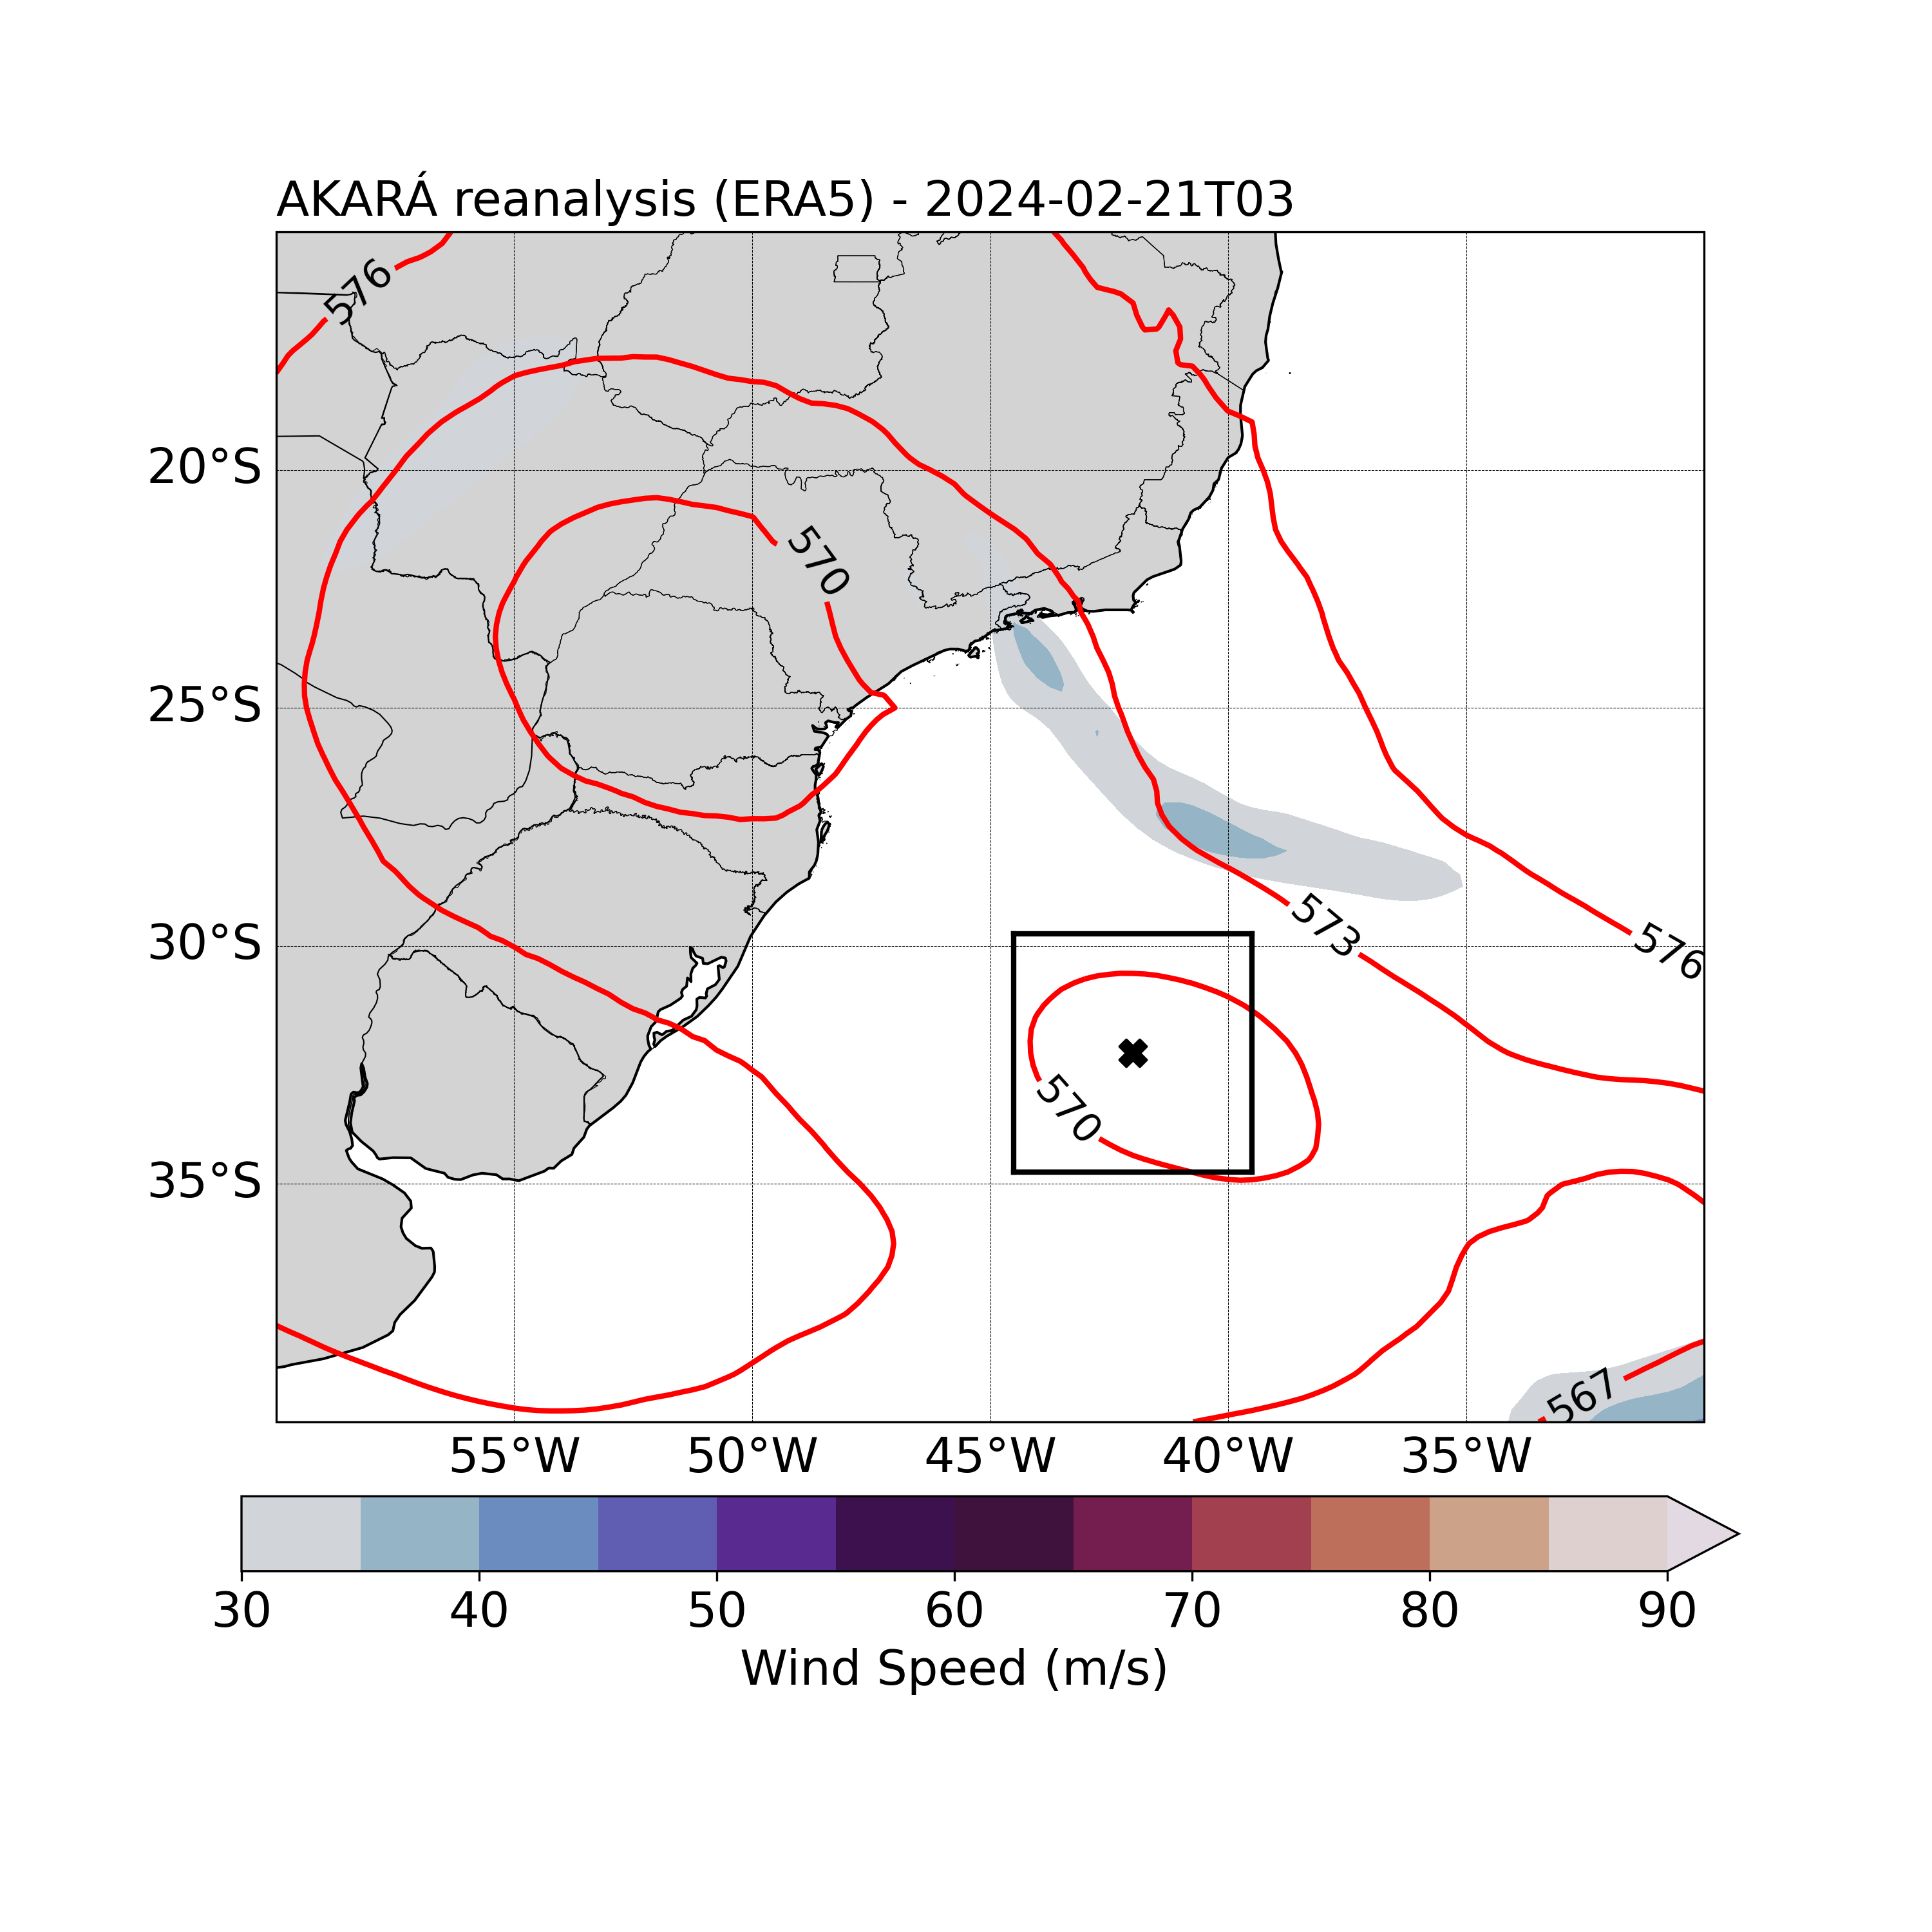 AKARÁ reanalysis (ERA5) - 2024-02-21T03
576
570
573
576
570
567
20°S
25°S
30°S
35°S
55°W 50°W 45°W 40°W 35°W
30 40 50 60 70 80 90
Wind Speed (m/s)